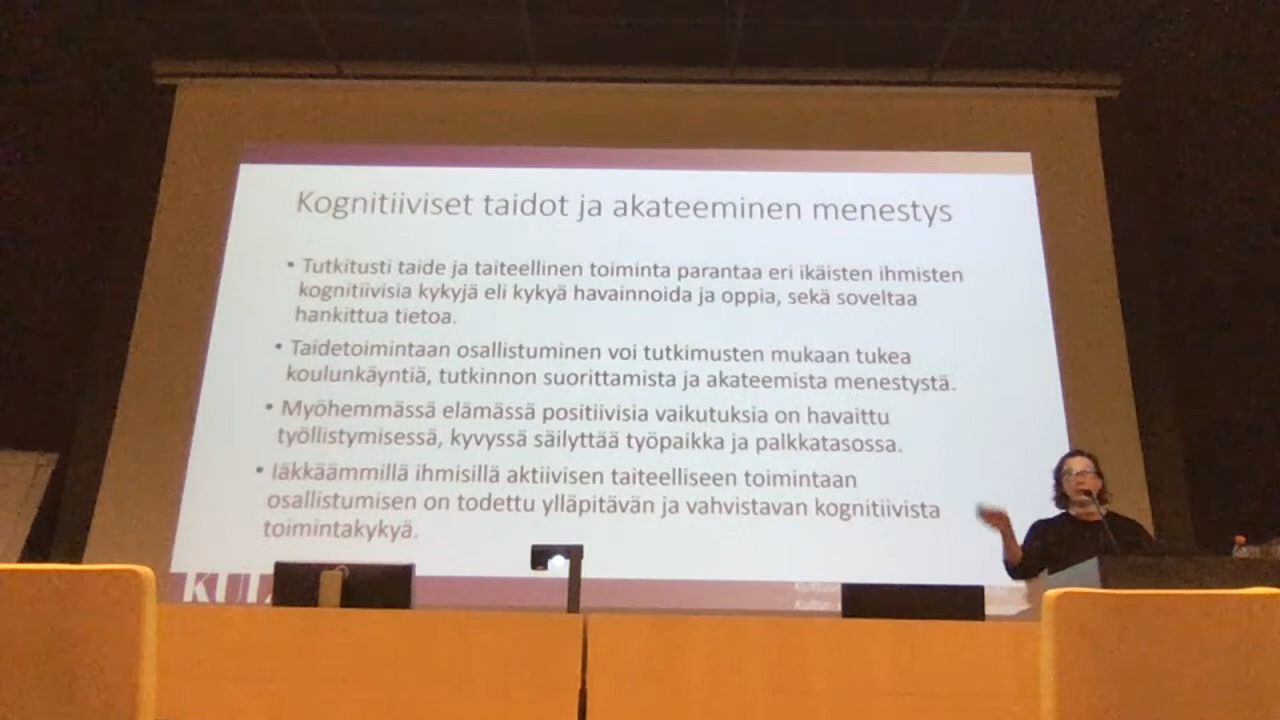 Kognitiiviset taidot ja akateeminen menestys
• Tutkitusti taide ja taiteellinen toiminta parantaa eri ikäisten ihmisten
kognitiivisia kykyjä eli kykyä havainnoida ja oppia, sekä soveltaa
hankittua tietoa.
• Taidetoimintaan osallistuminen voi tutkimusten mukaan tukea
koulunkäyntiä, tutkinnon suorittamista ja akateemista menestystä.
• Myöhemmässä elämässä positiivisia vaikutuksia on havaittu
työllistymisessä, kyvyssä säilyttää työpaikka ja palkkatasossa.
• Iäkkäämmillä ihmisillä aktiivisen taiteelliseen toimintaan
osallistumisen on todettu ylläpitävän ja vahvistavan kognitiivista
toimintakykyä.